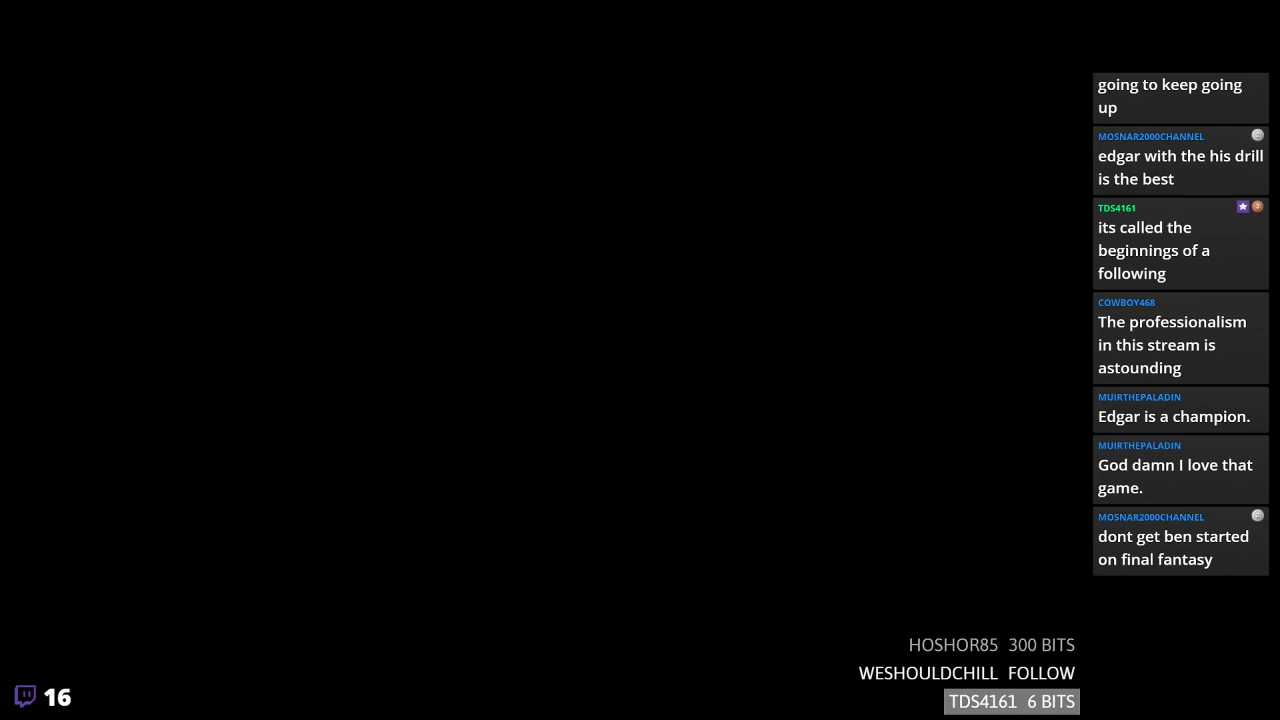 going to keep going
up
MOSNAR2000CHANNEL
edgar with the his drill
is the best
TDS4161
its called the
beginnings of a
following
COWBOY468
The professionalism
in this stream is
astounding
MUIRTHEPALADIN
Edgar is a champion.
MUIRTHEPALADIN
God damn I love that
game.
MOSNAR2000CHANNEL
dont get ben started
on final fantasy
HOSHOR85 300 BITS
WESHOULDCHILL FOLLOW
TDS4161 6 BITS
16